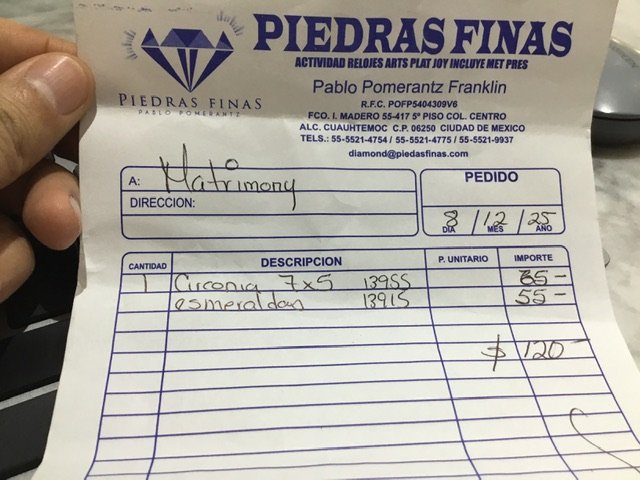 PIEDRAS FINAS
ACTIVIDAD RELOJES ARTS PLAT JOY INCLUYE MET PRES
PIEDRAS FINAS
PABLO POMERANTZ
Pablo Pomerantz Franklin
R.F.C. POFP5404309V6
FCO. I. MADERO 55-417 5º PISO COL. CENTRO
ALC. CUAUHTEMOC C.P. 06250 CIUDAD DE MEXICO
TELS.: 55-5521-4754 / 55-5521-4775 / 55-5521-9937
diamond@piedasfinas.com
A: Matrimony
DIRECCION:
PEDIDO
8 / 12 / 25
DIA MES AÑO
CANTIDAD DESCRIPCION P. UNITARIO IMPORTE
1 Circonia 7x5 13955 65-
esmeraldan 13915 55-
$ 120-